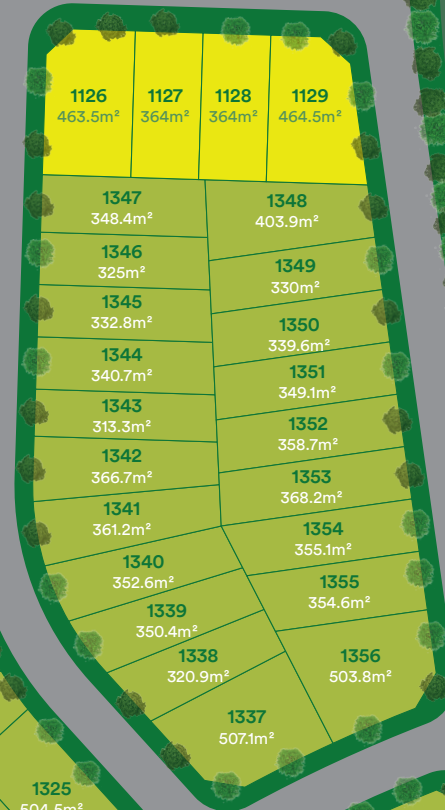 1126
463.5m²
1127
364m²
1128
364m²
1129
464.5m²
1347
348.4m²
1348
403.9m²
1346
325m²
1349
330m²
1345
332.8m²
1350
339.6m²
1344
340.7m²
1351
349.1m²
1343
313.3m²
1352
358.7m²
1342
366.7m²
1353
368.2m²
1341
361.2m²
1354
355.1m²
1340
352.6m²
1355
354.6m²
1339
350.4m²
1338
320.9m²
1356
503.8m²
1337
507.1m²
1325
504.5m²